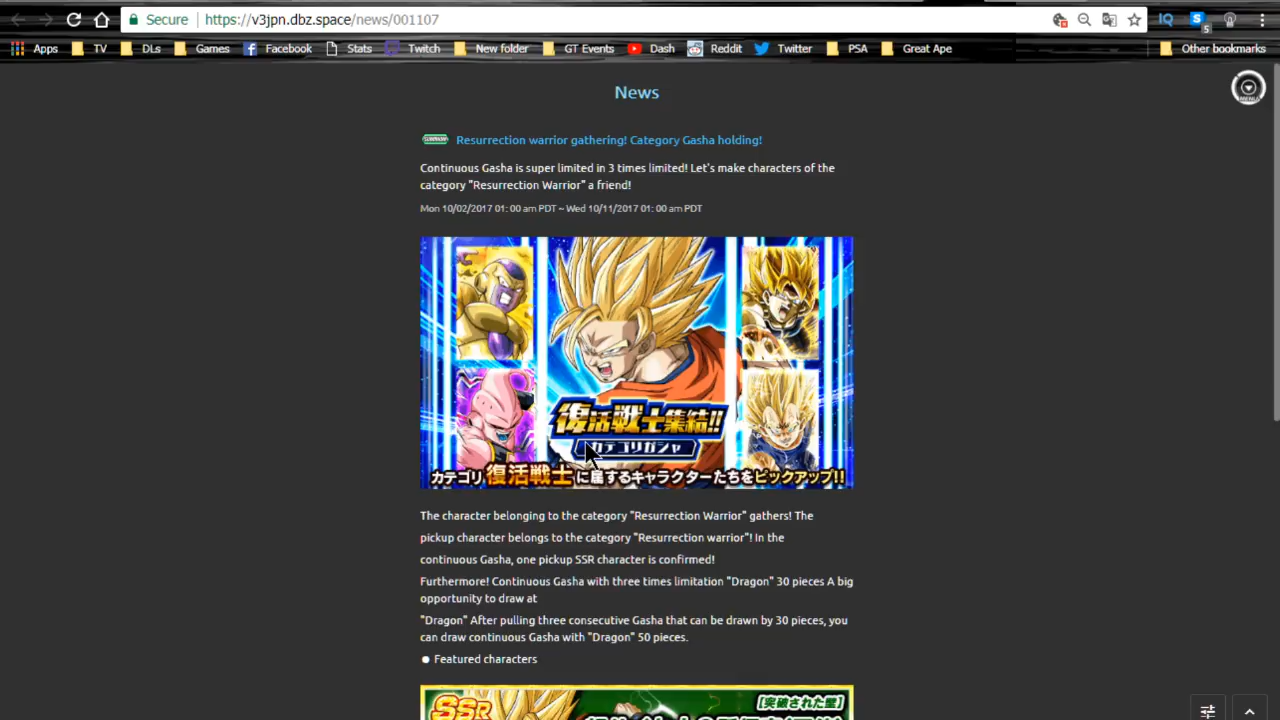 Secure
https://v3jpn.dbz.space/news/001107
IQ
S
5
Apps
TV
DLs
Games
Facebook
Stats
Twitch
New folder
GT Events
Dash
Reddit
Twitter
PSA
Great Ape
Other bookmarks
News
Resurrection warrior gathering! Category Gasha holding!
Continuous Gasha is super limited in 3 times limited! Let's make characters of the
category "Resurrection Warrior" a friend!
Mon 10/02/2017 01:00 am PDT ~ Wed 10/11/2017 01:00 am PDT
復活戦士集結!!
カテゴリガシャ
カテゴリ復活戦士に属するキャラクターたちをピックアップ!!
The character belonging to the category "Resurrection Warrior" gathers! The
pickup character belongs to the category "Resurrection warrior"! In the
continuous Gasha, one pickup SSR character is confirmed!
Furthermore! Continuous Gasha with three times limitation "Dragon" 30 pieces A big
opportunity to draw at
"Dragon" After pulling three consecutive Gasha that can be drawn by 30 pieces, you
can draw continuous Gasha with "Dragon" 50 pieces.
Featured characters
SSR
[突破された壁]